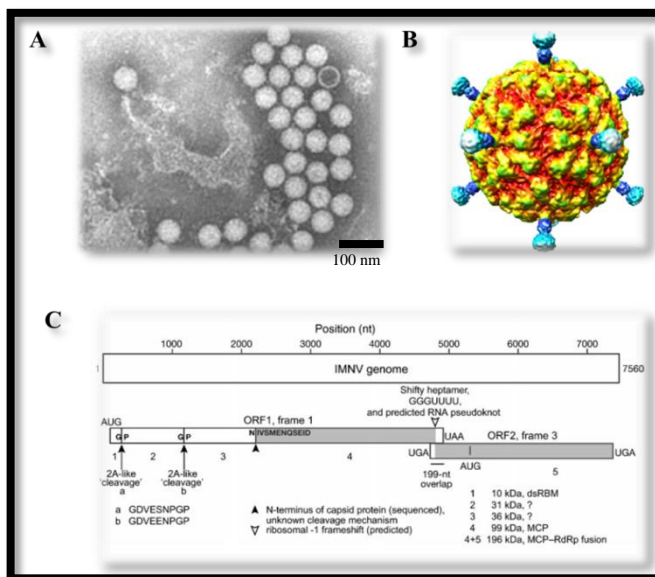 A
B
100 nm
C
Position (nt)
1000 2000 3000 4000 5000 6000 7000
1 IMNV genome 7560
Shifty heptamer,
GGGUUUU,
and predicted RNA pseudoknot
AUG
ORF1, frame 1
G P G P N IVSMENQSEID
UAA ORF2, frame 3
UGA UGA
1 2 3 4 AUG 5
2A-like 2A-like 199-nt
'cleavage' 'cleavage' overlap
a b
a GDVESNPGP
b GDVEENPGP
N-terminus of capsid protein (sequenced),
unknown cleavage mechanism
ribosomal -1 frameshift (predicted)
1 10 kDa, dsRBM
2 31 kDa, ?
3 36 kDa, ?
4 99 kDa, MCP
4+5 196 kDa, MCP–RdRp fusion